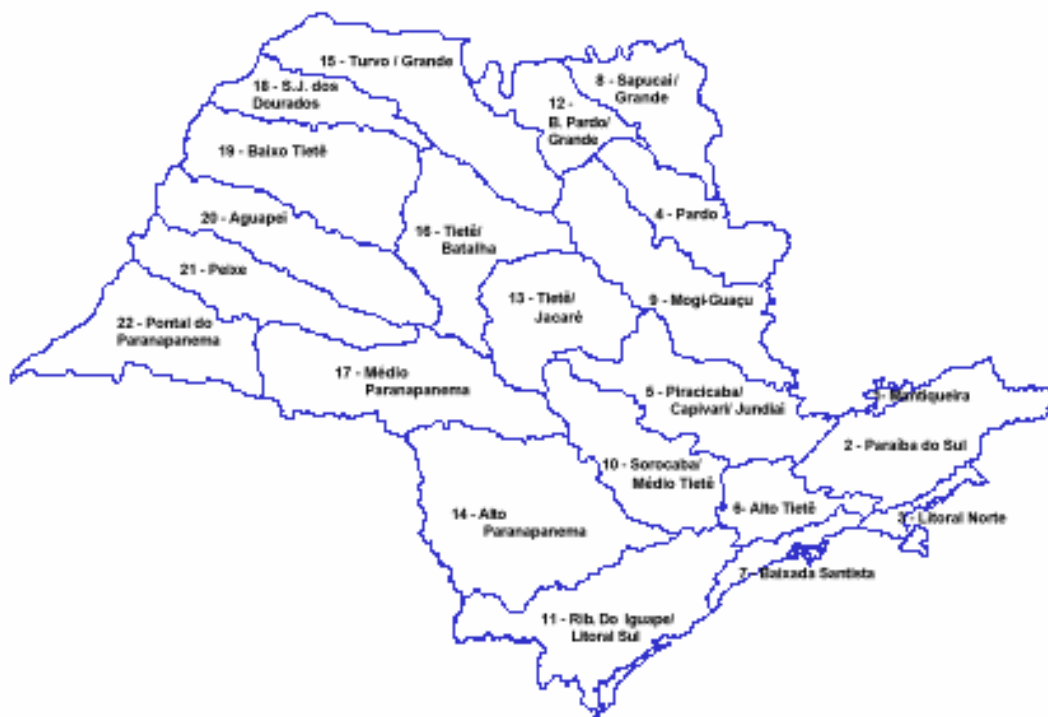 15 - Turvo / Grande
18 - S.J. dos
Dourados
8 - Sapucaí/
Grande
12 -
B. Pardo/
Grande
19 - Baixo Tietê
4 - Pardo
20 - Aguapeí
16 - Tietê/
Batalha
21 - Peixe
13 - Tietê/
Jacaré
9 - Mogi-Guaçu
22 - Pontal do
Paranapanema
17 - Médio
Paranapanema
5 - Piracicaba/
Capivari/ Jundiaí
Mantiqueira
2 - Paraíba do Sul
10 - Sorocaba/
Médio Tietê
6- Alto Tietê
14 - Alto
Paranapanema
3 - Litoral Norte
7 - Baixada Santista
11 - Rib. Do Iguape/
Litoral Sul